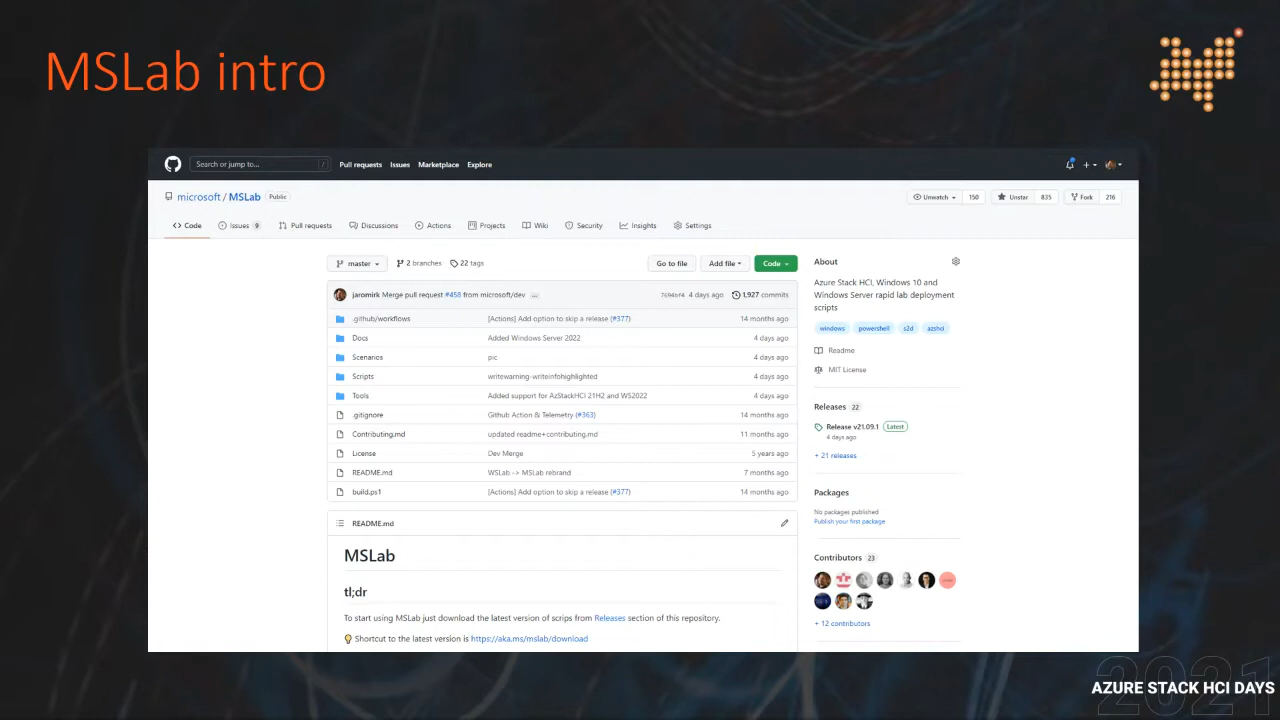 MSLab intro
Search or jump to... /
Pull requests Issues Marketplace Explore
microsoft / MSLab Public
Unwatch 150 Unstar 835 Fork 216
Code Issues 9 Pull requests Discussions Actions Projects Wiki Security Insights Settings
master 2 branches 22 tags Go to file Add file Code
jaromirk Merge pull request #458 from microsoft/dev ... 4 days ago 1,927 commits
.github/workflows [Actions] Add option to skip a release (#377) 14 months ago
Docs Added Windows Server 2022 4 days ago
Scenarios pic 4 days ago
Scripts writewarning-writeinfohighlighted 4 days ago
Tools Added support for AzStackHCI 21H2 and WS2022 4 days ago
.gitignore Github Action & Telemetry (#363) 14 months ago
Contributing.md updated readme+contributing.md 11 months ago
License Dev Merge 5 years ago
README.md WSLab -> MSLab rebrand 7 months ago
build.ps1 [Actions] Add option to skip a release (#377) 14 months ago
README.md
MSLab
tl;dr
To start using MSLab just download the latest version of scrips from Releases section of this repository.
Shortcut to the latest version is https://aka.ms/mslab/download
About
Azure Stack HCI, Windows 10 and
Windows Server rapid lab deployment
scripts
windows powershell s2d azshci
Readme
MIT License
Releases 22
Release v21.09.1 Latest
4 days ago
+ 21 releases
Packages
No packages published
Publish your first package
Contributors 23
+ 12 contributors
2021
AZURE STACK HCI DAYS